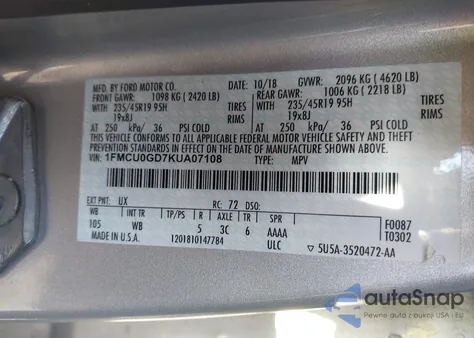 MFD. BY FORD MOTOR CO.
10/18 GVWR: 2096 KG ( 4620 LB)
FRONT GAWR: 1098 KG ( 2420 LB)
REAR GAWR: 1006 KG ( 2218 LB)
235/45R19 95H TIRES
235/45R19 95H TIRES
19x8J RIMS
19x8J RIMS
AT 250 kPa/ 36 PSI COLD
AT 250 kPa/ 36 PSI COLD
THIS VEHICLE CONFORMS TO ALL APPLICABLE FEDERAL MOTOR VEHICLE SAFETY AND THEFT
PREVENTION STANDARDS IN EFFECT ON THE DATE OF MANUFACTURE SHOWN ABOVE.
VIN: 1FMCU0GD7KUA07108
TYPE: MPV
EXT PNT: UX RC: 72 DSO:
WB INT TR TP/PS R AXLE TR SPR
105 WB 5 3C 6 AAAA
F0087
T0302
MADE IN U.S.A. 1201810147784 ULC
▽ 5U5A-3520472-AA
autoSnap
Pewne auta z USA i EU